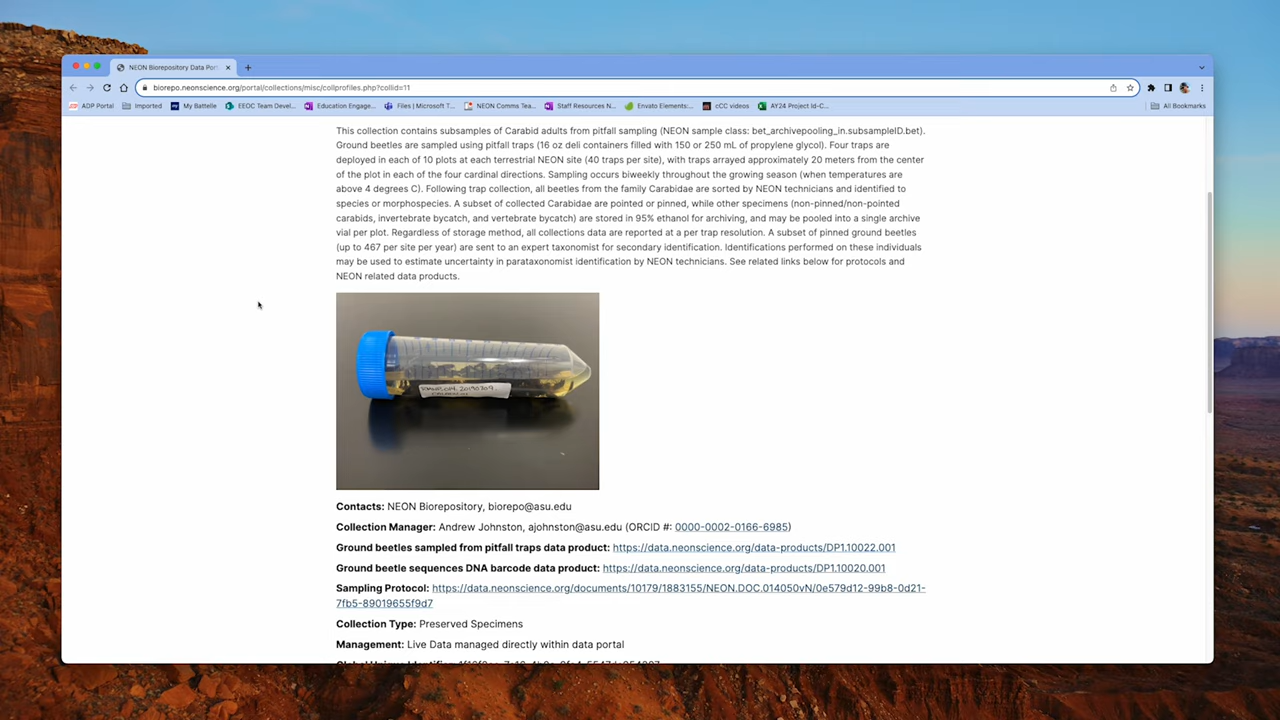 NEON Biorepository Data Por
biorepo.neonscience.org/portal/collections/misc/collprofiles.php?collid=11
ADP Portal Imported My Battelle EEOC Team Devel... Education Engage... Files | Microsoft T... NEON Comms Tea... Staff Resources N... Envato Elements:... cCC videos AY24 Project Id-C... All Bookmarks
This collection contains subsamples of Carabid adults from pitfall sampling (NEON sample class: bet_archivepooling_in.subsampleID.bet).
Ground beetles are sampled using pitfall traps (16 oz deli containers filled with 150 or 250 mL of propylene glycol). Four traps are
deployed in each of 10 plots at each terrestrial NEON site (40 traps per site), with traps arrayed approximately 20 meters from the center
of the plot in each of the four cardinal directions. Sampling occurs biweekly throughout the growing season (when temperatures are
above 4 degrees C). Following trap collection, all beetles from the family Carabidae are sorted by NEON technicians and identified to
species or morphospecies. A subset of collected Carabidae are pointed or pinned, while other specimens (non-pinned/non-pointed
carabids, invertebrate bycatch, and vertebrate bycatch) are stored in 95% ethanol for archiving, and may be pooled into a single archive
vial per plot. Regardless of storage method, all collections data are reported at a per trap resolution. A subset of pinned ground beetles
(up to 467 per site per year) are sent to an expert taxonomist for secondary identification. Identifications performed on these individuals
may be used to estimate uncertainty in parataxonomist identification by NEON technicians. See related links below for protocols and
NEON related data products.
Contacts: NEON Biorepository, biorepo@asu.edu
Collection Manager: Andrew Johnston, ajohnston@asu.edu (ORCID #: 0000-0002-0166-6985)
Ground beetles sampled from pitfall traps data product: https://data.neonscience.org/data-products/DP1.10022.001
Ground beetle sequences DNA barcode data product: https://data.neonscience.org/data-products/DP1.10020.001
Sampling Protocol: https://data.neonscience.org/documents/10179/1883155/NEON.DOC.014050vN/0e579d12-99b8-0d21-
7fb5-89019655f9d7
Collection Type: Preserved Specimens
Management: Live Data managed directly within data portal